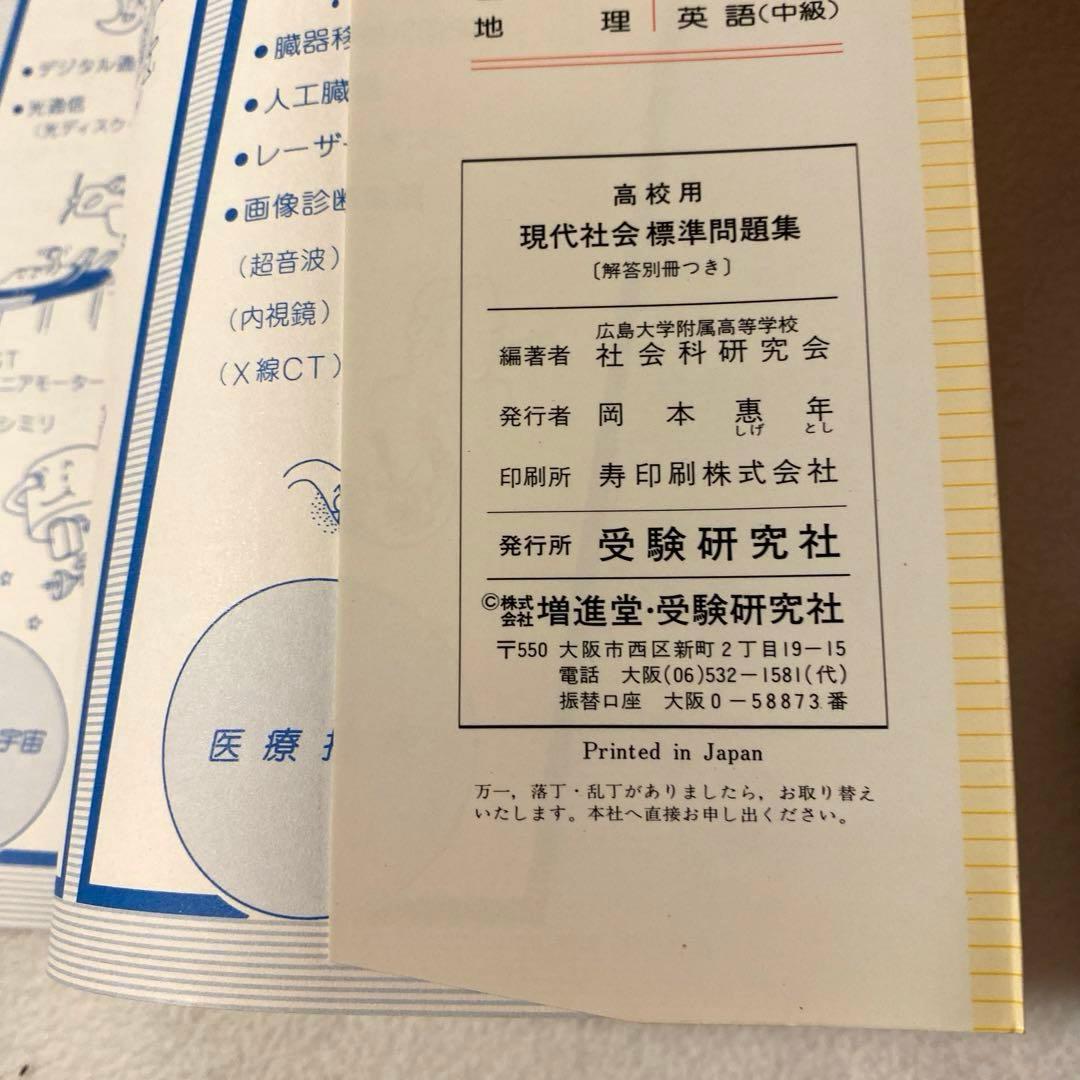 ・デジタル通
・光通信
(光ディスク
ニアモーター
シミリ
宇宙
・臓器移
・人工臓
・レーザー
・画像診断
(超音波)
(内視鏡)
(X線CT)
医療
地理 英語(中級)
高校用
現代社会 標準問題集
〔解答別冊つき〕
編著者 広島大学附属高等学校
社会科研究会
発行者 岡本惠年
しげ とし
印刷所 寿印刷株式会社
発行所 受験研究社
©株式会社 増進堂・受験研究社
〒550 大阪市西区新町2丁目19-15
電話 大阪(06)532-1581(代)
振替口座 大阪0-58873番
Printed in Japan
万一,落丁・乱丁がありましたら,お取り替え
いたします。本社へ直接お申し出ください。